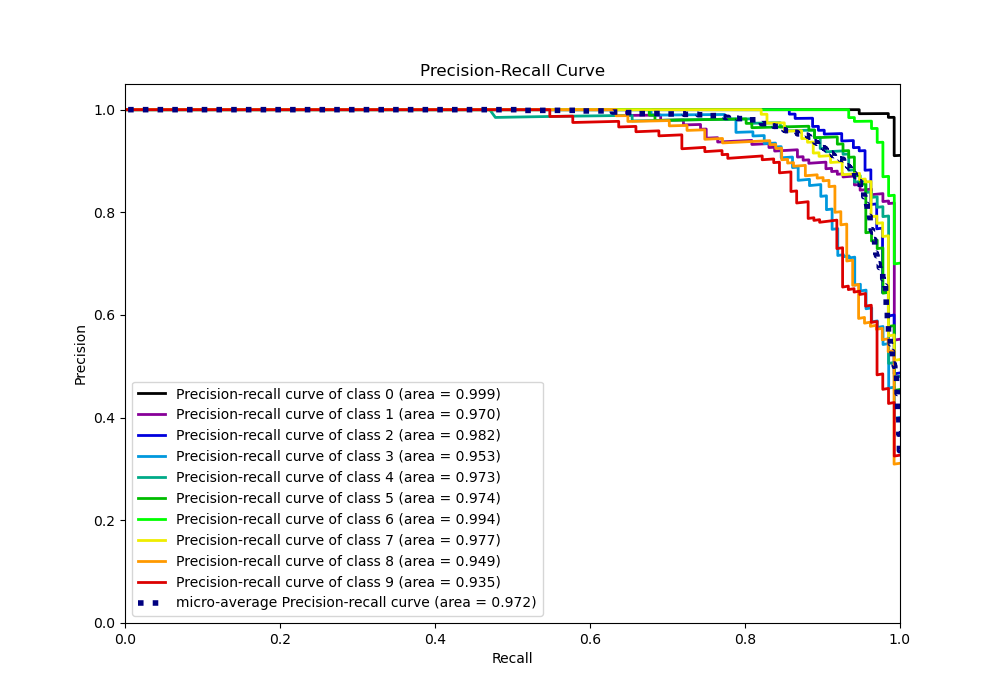 Precision-Recall Curve
1.0
0.8
0.6
0.4
0.2
0.0
Precision
Precision-recall curve of class 0 (area = 0.999)
Precision-recall curve of class 1 (area = 0.970)
Precision-recall curve of class 2 (area = 0.982)
Precision-recall curve of class 3 (area = 0.953)
Precision-recall curve of class 4 (area = 0.973)
Precision-recall curve of class 5 (area = 0.974)
Precision-recall curve of class 6 (area = 0.994)
Precision-recall curve of class 7 (area = 0.977)
Precision-recall curve of class 8 (area = 0.949)
Precision-recall curve of class 9 (area = 0.935)
micro-average Precision-recall curve (area = 0.972)
0.0 0.2 0.4 0.6 0.8 1.0
Recall